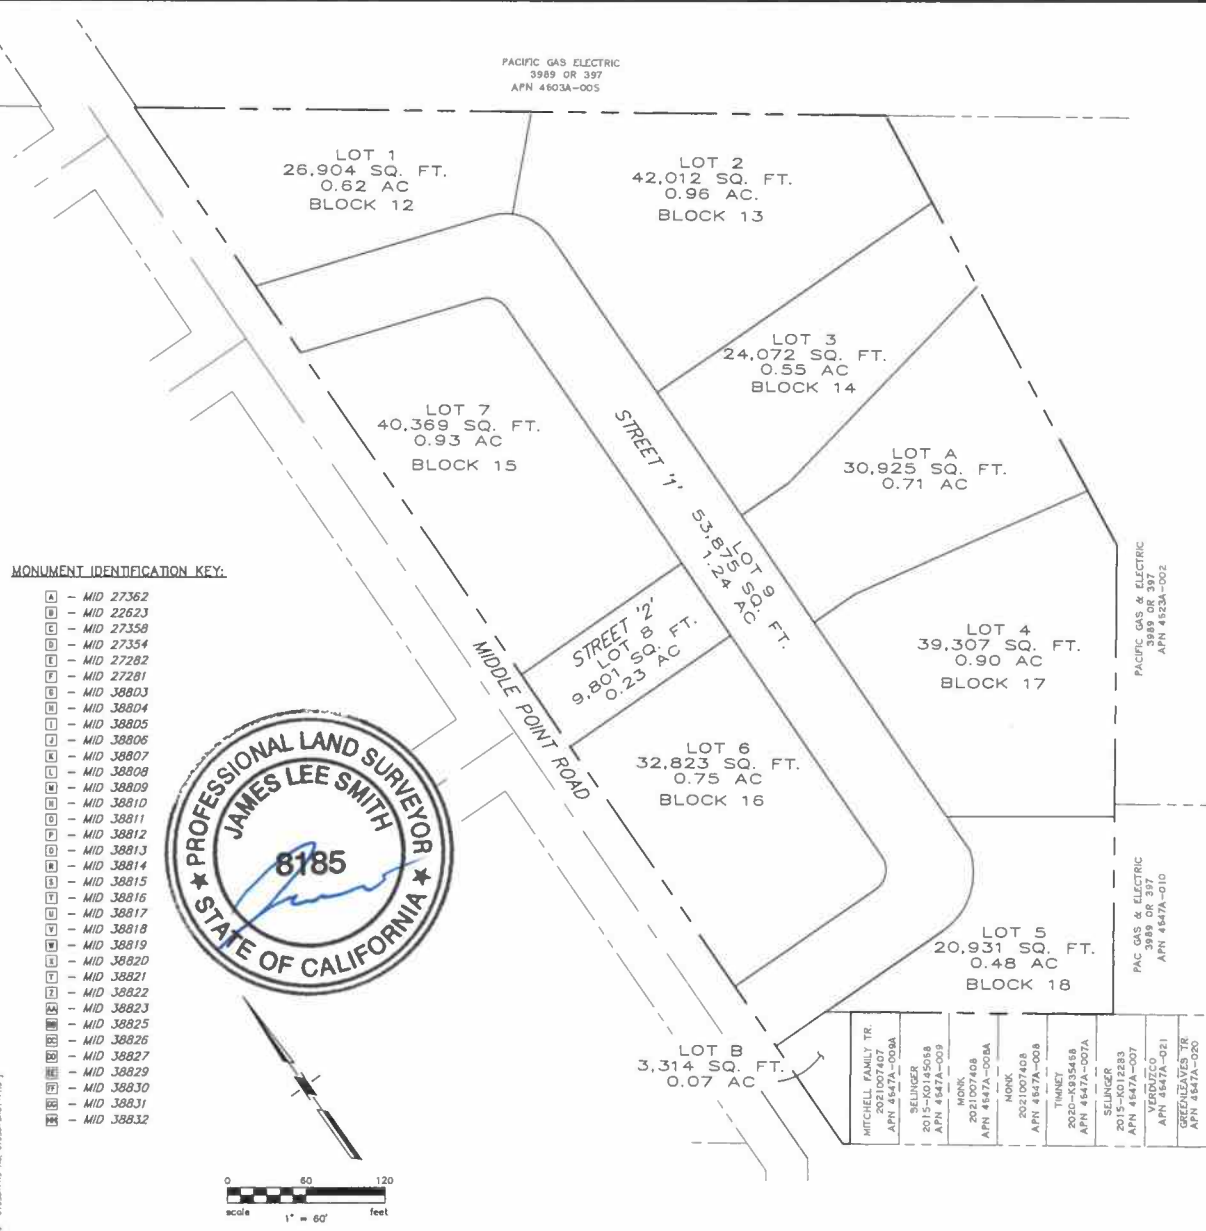 PACIFIC GAS ELECTRIC
3989 OR 397
APN 4603A-005
LOT 1
26,904 SQ. FT.
0.62 AC
BLOCK 12
LOT 2
42,012 SQ. FT.
0.96 AC.
BLOCK 13
LOT 3
24,072 SQ. FT.
0.55 AC
BLOCK 14
LOT 7
40,369 SQ. FT.
0.93 AC
BLOCK 15
STREET '1'
LOT 9
53,875 SQ. FT.
1.24 AC
LOT A
30,925 SQ. FT.
0.71 AC
STREET '2'
LOT 8
9,801 SQ. FT.
0.23 AC
LOT 4
39,307 SQ. FT.
0.90 AC
BLOCK 17
PACIFIC GAS & ELECTRIC
3989 OR 397
APN 4623A-002
MIDDLE POINT ROAD
LOT 6
32,823 SQ. FT.
0.75 AC
BLOCK 16
LOT 5
20,931 SQ. FT.
0.48 AC
BLOCK 18
PAC GAS & ELECTRIC
3989 OR 397
APN 4647A-010
LOT B
3,314 SQ. FT.
0.07 AC
MITCHELL FAMILY TR.
2021007407
APN 4647A-009A
SELINGER
2015-K0145068
APN 4647A-009
MONK
2021007408
APN 4647A-008A
MONK
2021007408
APN 4647A-008
TIMNEY
2020-K935468
APN 4647A-007A
SELINGER
2015-K012283
APN 4647A-007
VERDUZCO
APN 4647A-021
GREENLEAVES TR.
APN 4647A-020
MONUMENT IDENTIFICATION KEY:
A - MID 27362
B - MID 22623
C - MID 27358
D - MID 27354
E - MID 27282
F - MID 27281
G - MID 38803
H - MID 38804
I - MID 38805
J - MID 38806
K - MID 38807
L - MID 38808
M - MID 38809
N - MID 38810
O - MID 38811
P - MID 38812
Q - MID 38813
R - MID 38814
S - MID 38815
T - MID 38816
U - MID 38817
V - MID 38818
W - MID 38819
X - MID 38820
Y - MID 38821
Z - MID 38822
AA - MID 38823
BB - MID 38825
CC - MID 38826
DD - MID 38827
EE - MID 38829
FF - MID 38830
GG - MID 38831
HH - MID 38832
PROFESSIONAL LAND SURVEYOR
JAMES LEE SMITH
8185
STATE OF CALIFORNIA
0 60 120
scale 1" = 60' feet